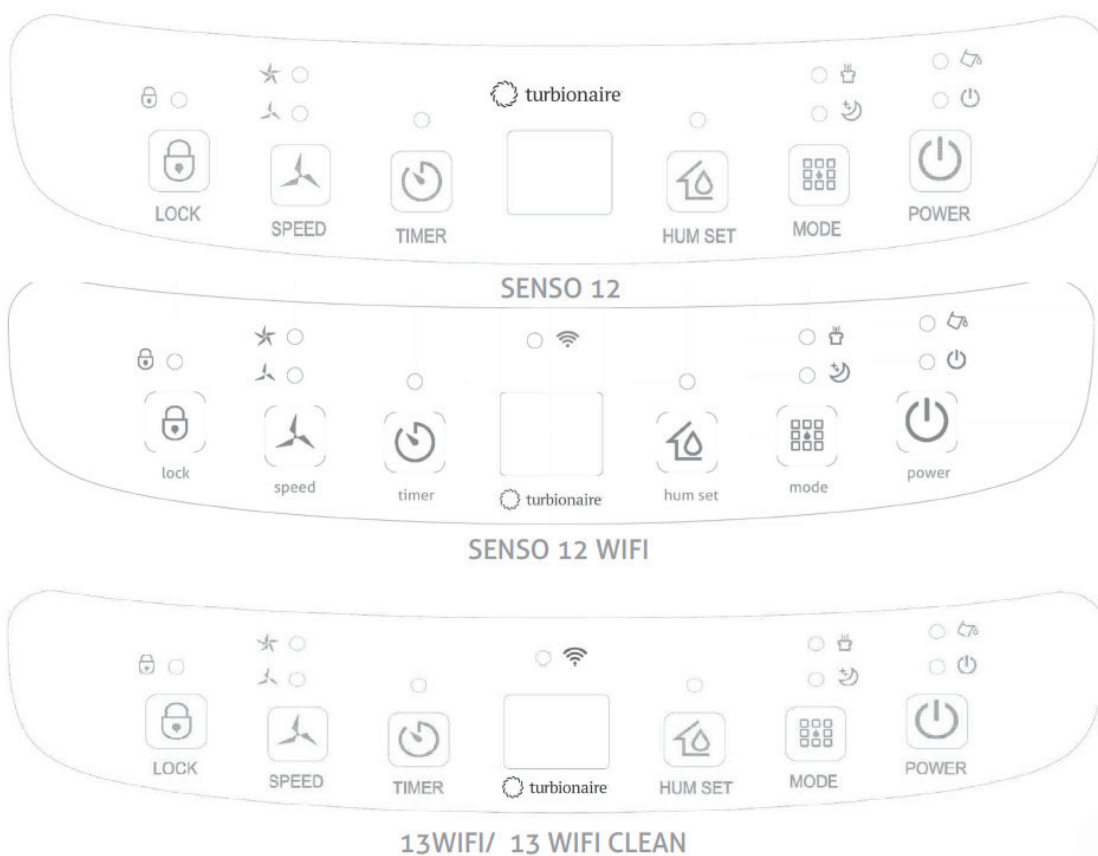 turbionaire
LOCK
SPEED
TIMER
HUM SET
MODE
POWER
SENSO 12
lock
speed
timer
turbionaire
hum set
mode
power
SENSO 12 WIFI
LOCK
SPEED
TIMER
turbionaire
HUM SET
MODE
POWER
13WIFI/ 13 WIFI CLEAN